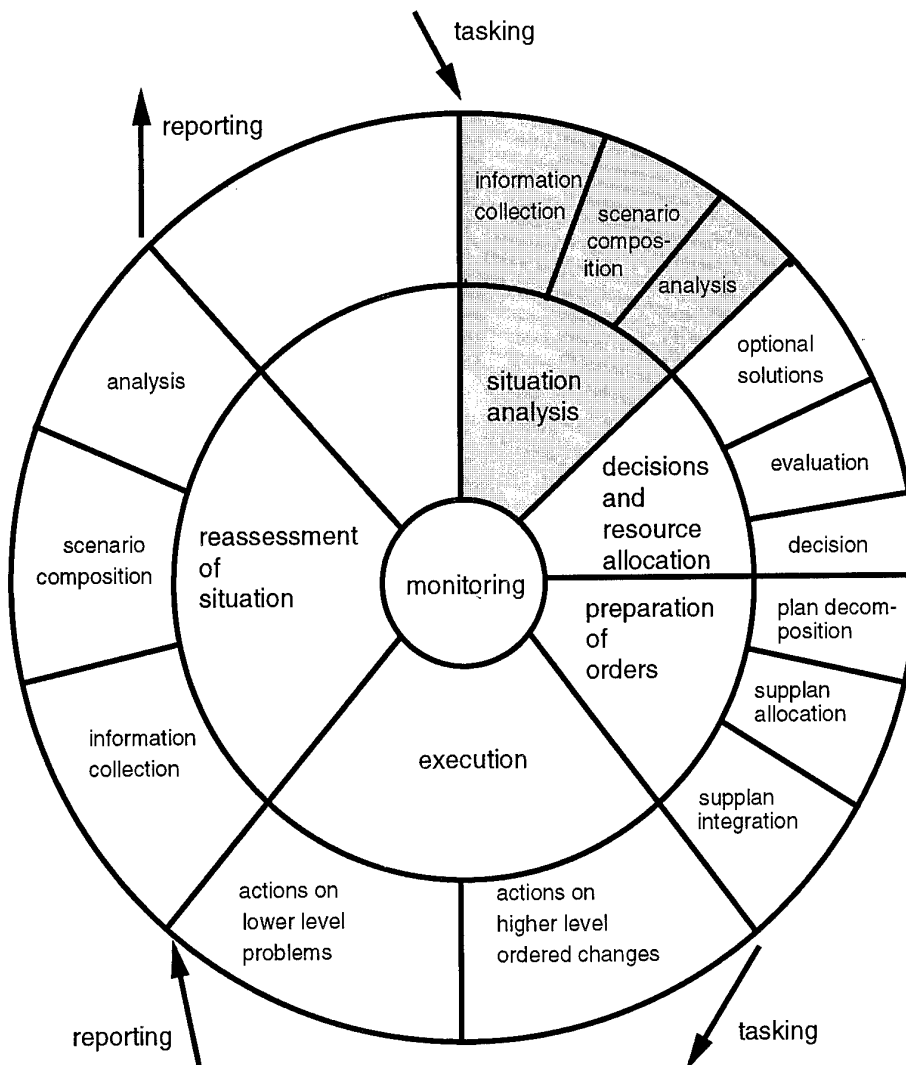 tasking
reporting
information
collection
scenario
compos-
ition
analysis
situation
analysis
optional
solutions
evaluation
decision
decisions
and
resource
allocation
analysis
scenario
composition
information
collection
reassessment
of
situation
monitoring
preparation
of
orders
plan decom-
position
supplan
allocation
supplan
integration
execution
actions on
lower level
problems
actions on
higher level
ordered changes
reporting
tasking